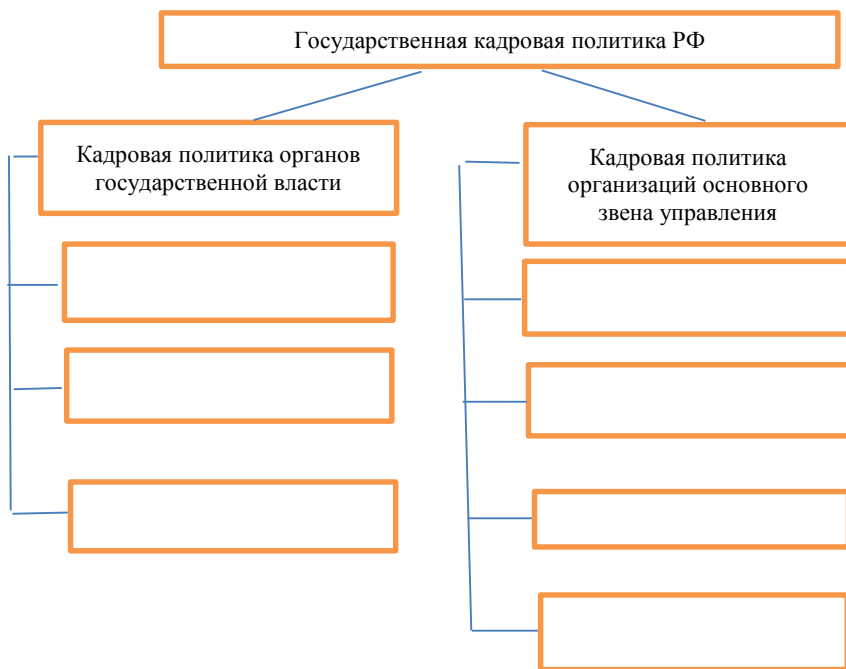 Государственная кадровая политика РФ
Кадровая политика органов
государственной власти
Кадровая политика
организаций основного
звена управления